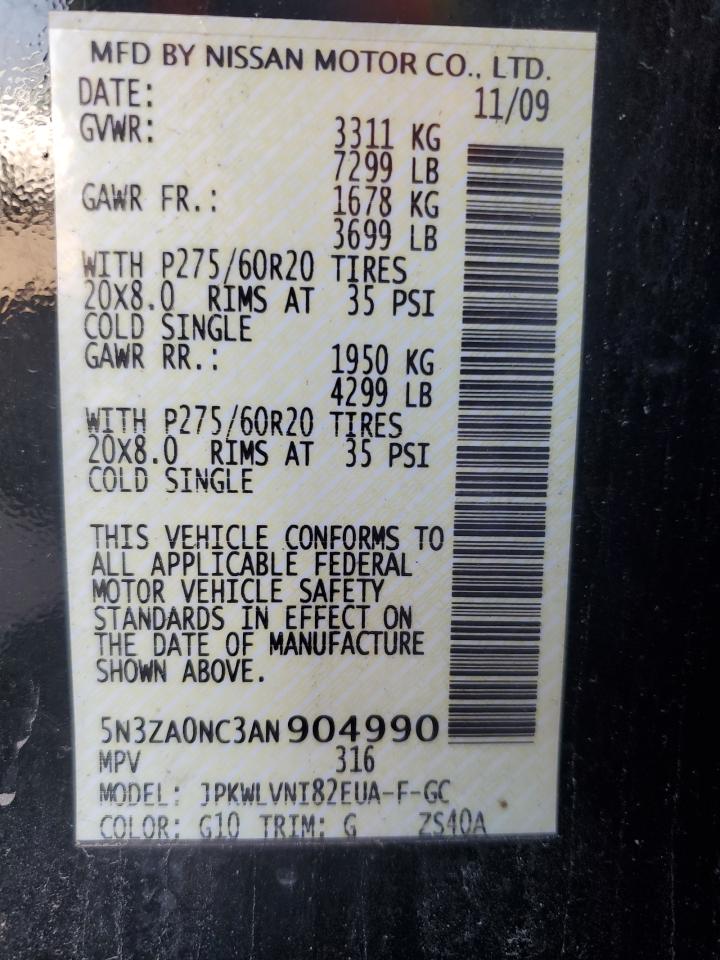 MFD BY NISSAN MOTOR CO., LTD.
DATE: 11/09
GVWR: 3311 KG
7299 LB
GAWR FR.: 1678 KG
3699 LB
WITH P275/60R20 TIRES
20X8.0 RIMS AT 35 PSI
COLD SINGLE
GAWR RR.: 1950 KG
4299 LB
WITH P275/60R20 TIRES
20X8.0 RIMS AT 35 PSI
COLD SINGLE
THIS VEHICLE CONFORMS TO
ALL APPLICABLE FEDERAL
MOTOR VEHICLE SAFETY
STANDARDS IN EFFECT ON
THE DATE OF MANUFACTURE
SHOWN ABOVE.
5N3ZA0NC3AN904990
MPV 316
MODEL: JPKWLVNI82EUA-F-GC
COLOR: G10 TRIM: G ZS40A